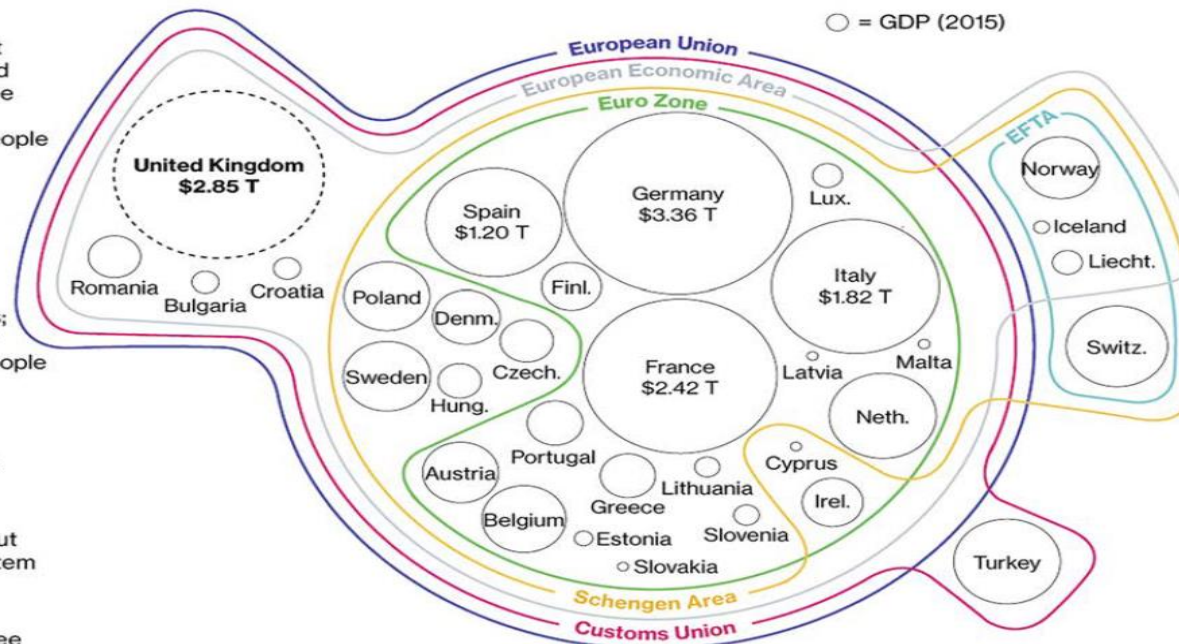 = GDP (2015)
European Union
European Economic Area
Euro Zone
EFTA
United Kingdom
$2.85 T
Romania
Bulgaria
Croatia
Spain
$1.20 T
Germany
$3.36 T
Lux.
Italy
$1.82 T
Finl.
Poland
Denm.
Czech.
Sweden
Hung.
France
$2.42 T
Latvia
Malta
Neth.
Portugal
Austria
Belgium
Greece
Lithuania
Estonia
Slovenia
Slovakia
Cyprus
Irel.
Norway
Iceland
Liecht.
Switz.
Turkey
Schengen Area
Customs Union